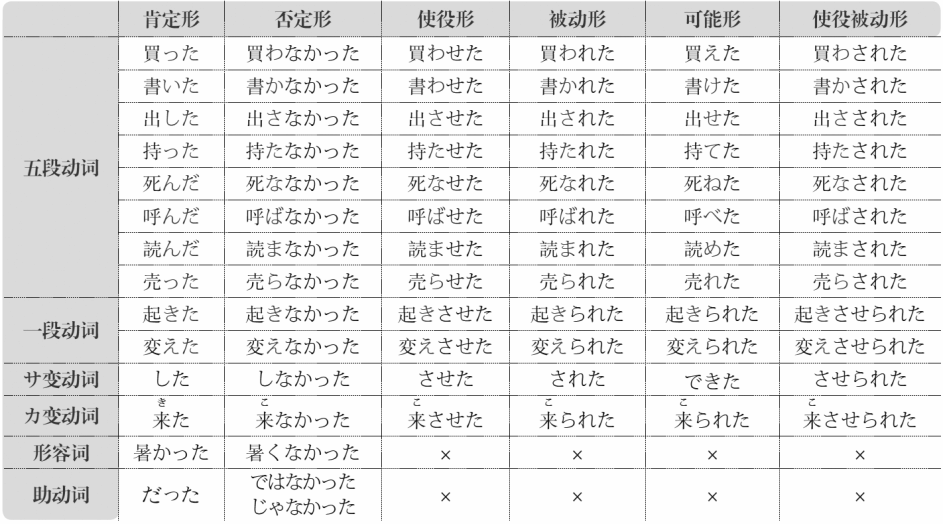 肯定形 否定形 使役形 被动形 可能形 使役被动形
五段动词
買った 買わなかった 買わせた 買われた 買えた 買わされた
書いた 書かなかった 書わせた 書かれた 書けた 書かされた
出した 出さなかった 出させた 出された 出せた 出さされた
持った 持たなかった 持たせた 持たれた 持てた 持たされた
死んだ 死ななかった 死なせた 死なれた 死ねた 死なされた
呼んだ 呼ばなかった 呼ばせた 呼ばれた 呼べた 呼ばされた
読んだ 読まなかった 読ませた 読まれた 読めた 読まされた
売った 売らなかった 売らせた 売られた 売れた 売らされた
一段动词
起きた 起きなかった 起きさせた 起きられた 起きられた 起きさせられた
変えた 変えなかった 変えさせた 変えられた 変えられた 変えさせられた
サ变动词 した しなかった させた された できた させられた
き こ こ こ こ こ
カ变动词 来た 来なかった 来させた 来られた 来られた 来させられた
形容词 暑かった 暑くなかった × × × ×
助动词 だった ではなかった × × × ×
じゃなかった